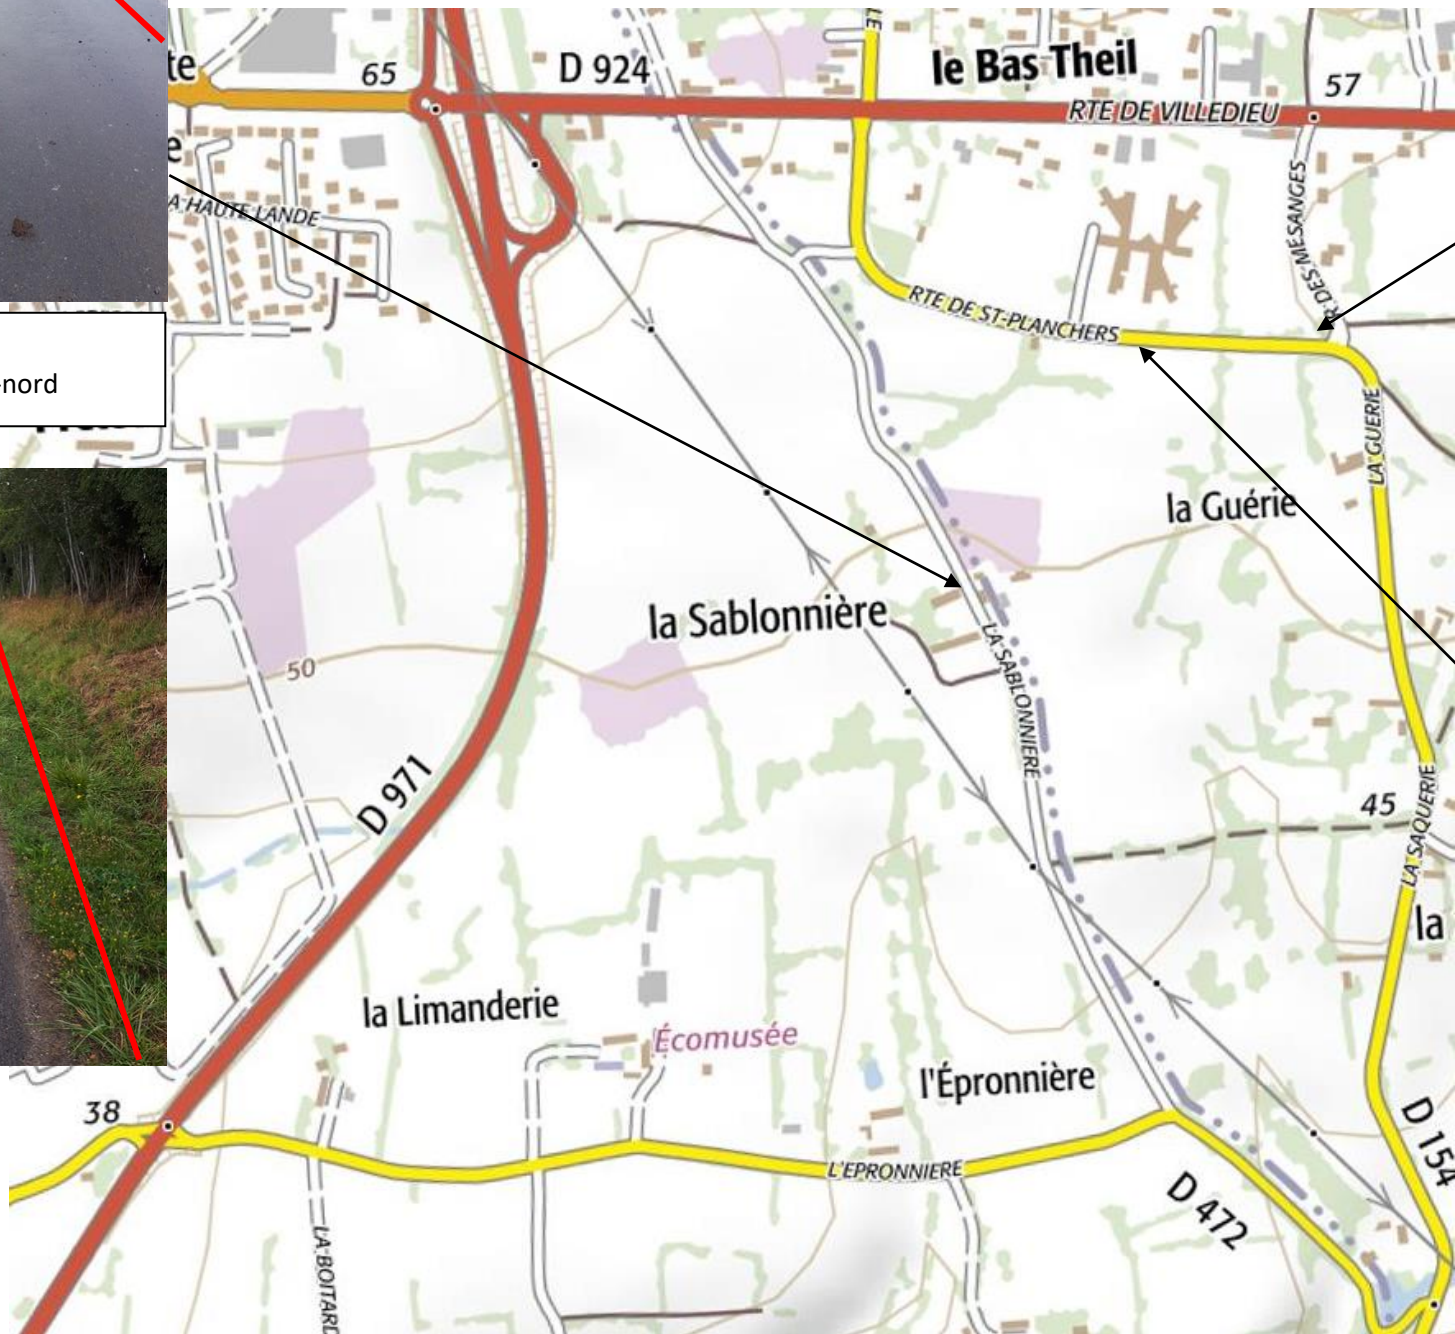 LE
le Bas Theil
te
65
D 924
57
RTE DE VILLEDIEU
e
A HAUTE LANDE
R DES MESANGES
RTE DE ST-PLANCHERS
-nord
LA GUERIE
la Guérie
la Sablonnière
LA SABLONNIERE
50
D 971
45
LA SAQUERIE
la
la Limanderie
Écomusée
l'Épronnière
38
D 154
L'EPRONNIERE
D 472
LA BOITARD